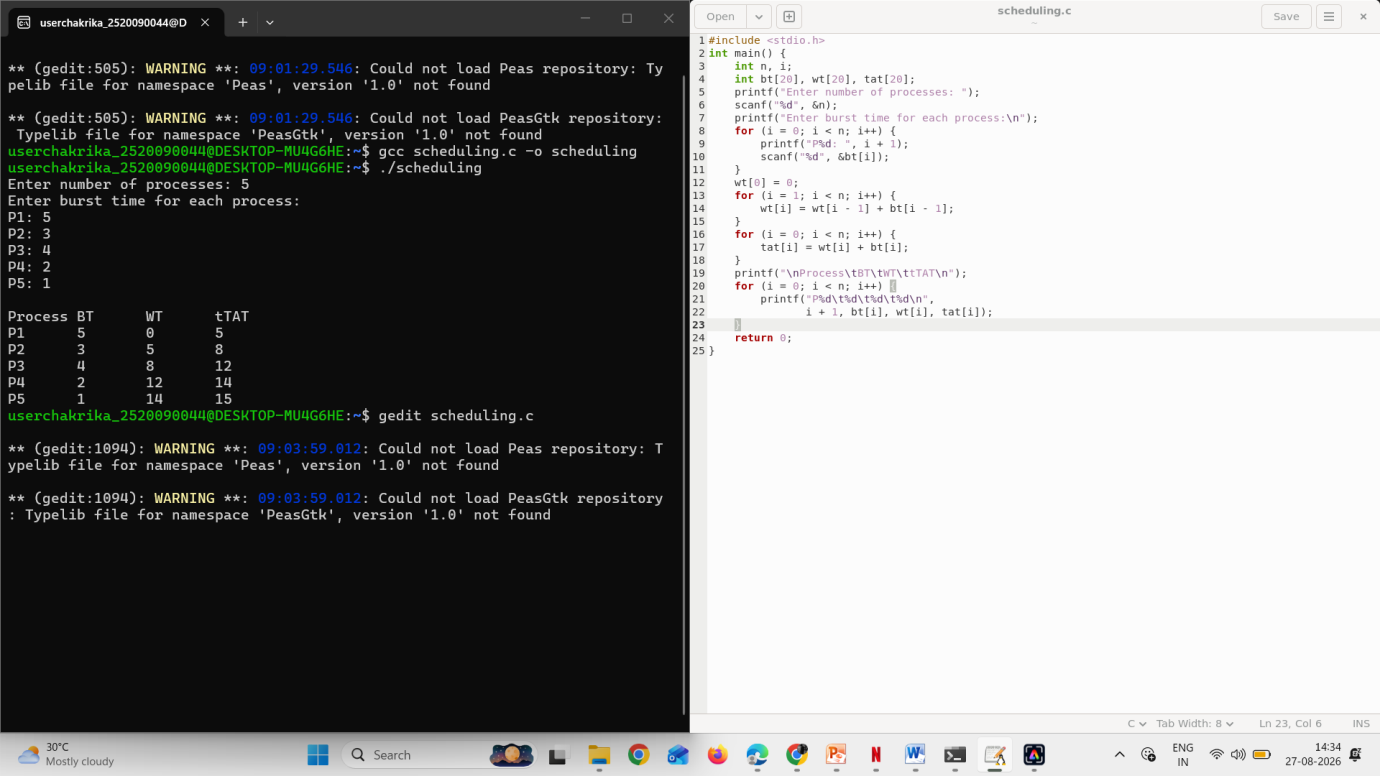 userchakrika_2520090044@D
** (gedit:505): WARNING **: 09:01:29.546: Could not load Peas repository: Ty
pelib file for namespace 'Peas', version '1.0' not found
** (gedit:505): WARNING **: 09:01:29.546: Could not load PeasGtk repository:
 Typelib file for namespace 'PeasGtk', version '1.0' not found
userchakrika_2520090044@DESKTOP-MU4G6HE:~$ gcc scheduling.c -o scheduling
userchakrika_2520090044@DESKTOP-MU4G6HE:~$ ./scheduling
Enter number of processes: 5
Enter burst time for each process:
P1: 5
P2: 3
P3: 4
P4: 2
P5: 1
Process BT      WT      tTAT
P1      5       0       5
P2      3       5       8
P3      4       8       12
P4      2       12      14
P5      1       14      15
userchakrika_2520090044@DESKTOP-MU4G6HE:~$ gedit scheduling.c
** (gedit:1094): WARNING **: 09:03:59.012: Could not load Peas repository: T
ypelib file for namespace 'Peas', version '1.0' not found
** (gedit:1094): WARNING **: 09:03:59.012: Could not load PeasGtk repository
: Typelib file for namespace 'PeasGtk', version '1.0' not found
Open scheduling.c Save
~
1 #include <stdio.h>
2 int main() {
3     int n, i;
4     int bt[20], wt[20], tat[20];
5     printf("Enter number of processes: ");
6     scanf("%d", &n);
7     printf("Enter burst time for each process:\n");
8     for (i = 0; i < n; i++) {
9         printf("P%d: ", i + 1);
10         scanf("%d", &bt[i]);
11     }
12     wt[0] = 0;
13     for (i = 1; i < n; i++) {
14         wt[i] = wt[i - 1] + bt[i - 1];
15     }
16     for (i = 0; i < n; i++) {
17         tat[i] = wt[i] + bt[i];
18     }
19     printf("\nProcess\tBT\tWT\ttTAT\n");
20     for (i = 0; i < n; i++) {
21         printf("P%d\t%d\t%d\t%d\n",
22                i + 1, bt[i], wt[i], tat[i]);
23     }
24     return 0;
25 }
C Tab Width: 8 Ln 23, Col 6 INS
30°C
Mostly cloudy
Search
ENG
IN
14:34
27-08-2026